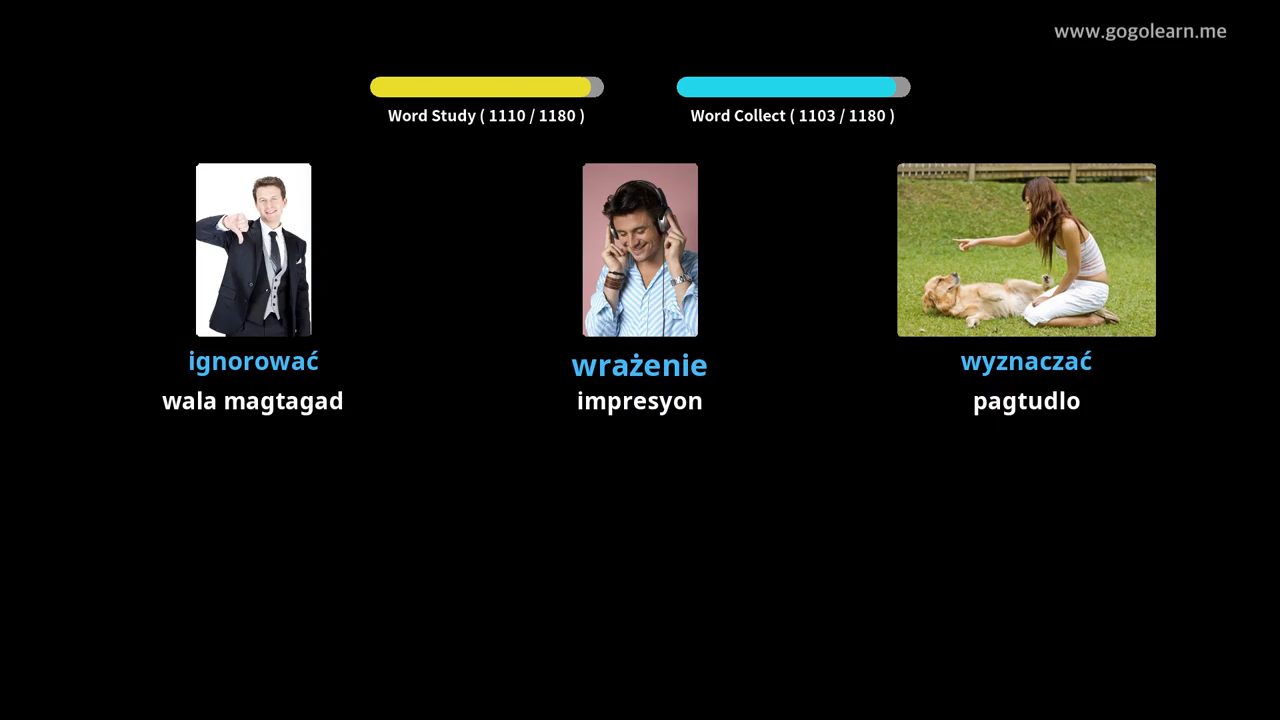 www.gogolearn.me
Word Study ( 1110 / 1180 )
Word Collect ( 1103 / 1180 )
ignorować
wrażenie
wyznaczać
wala magtagad
impresyon
pagtudlo